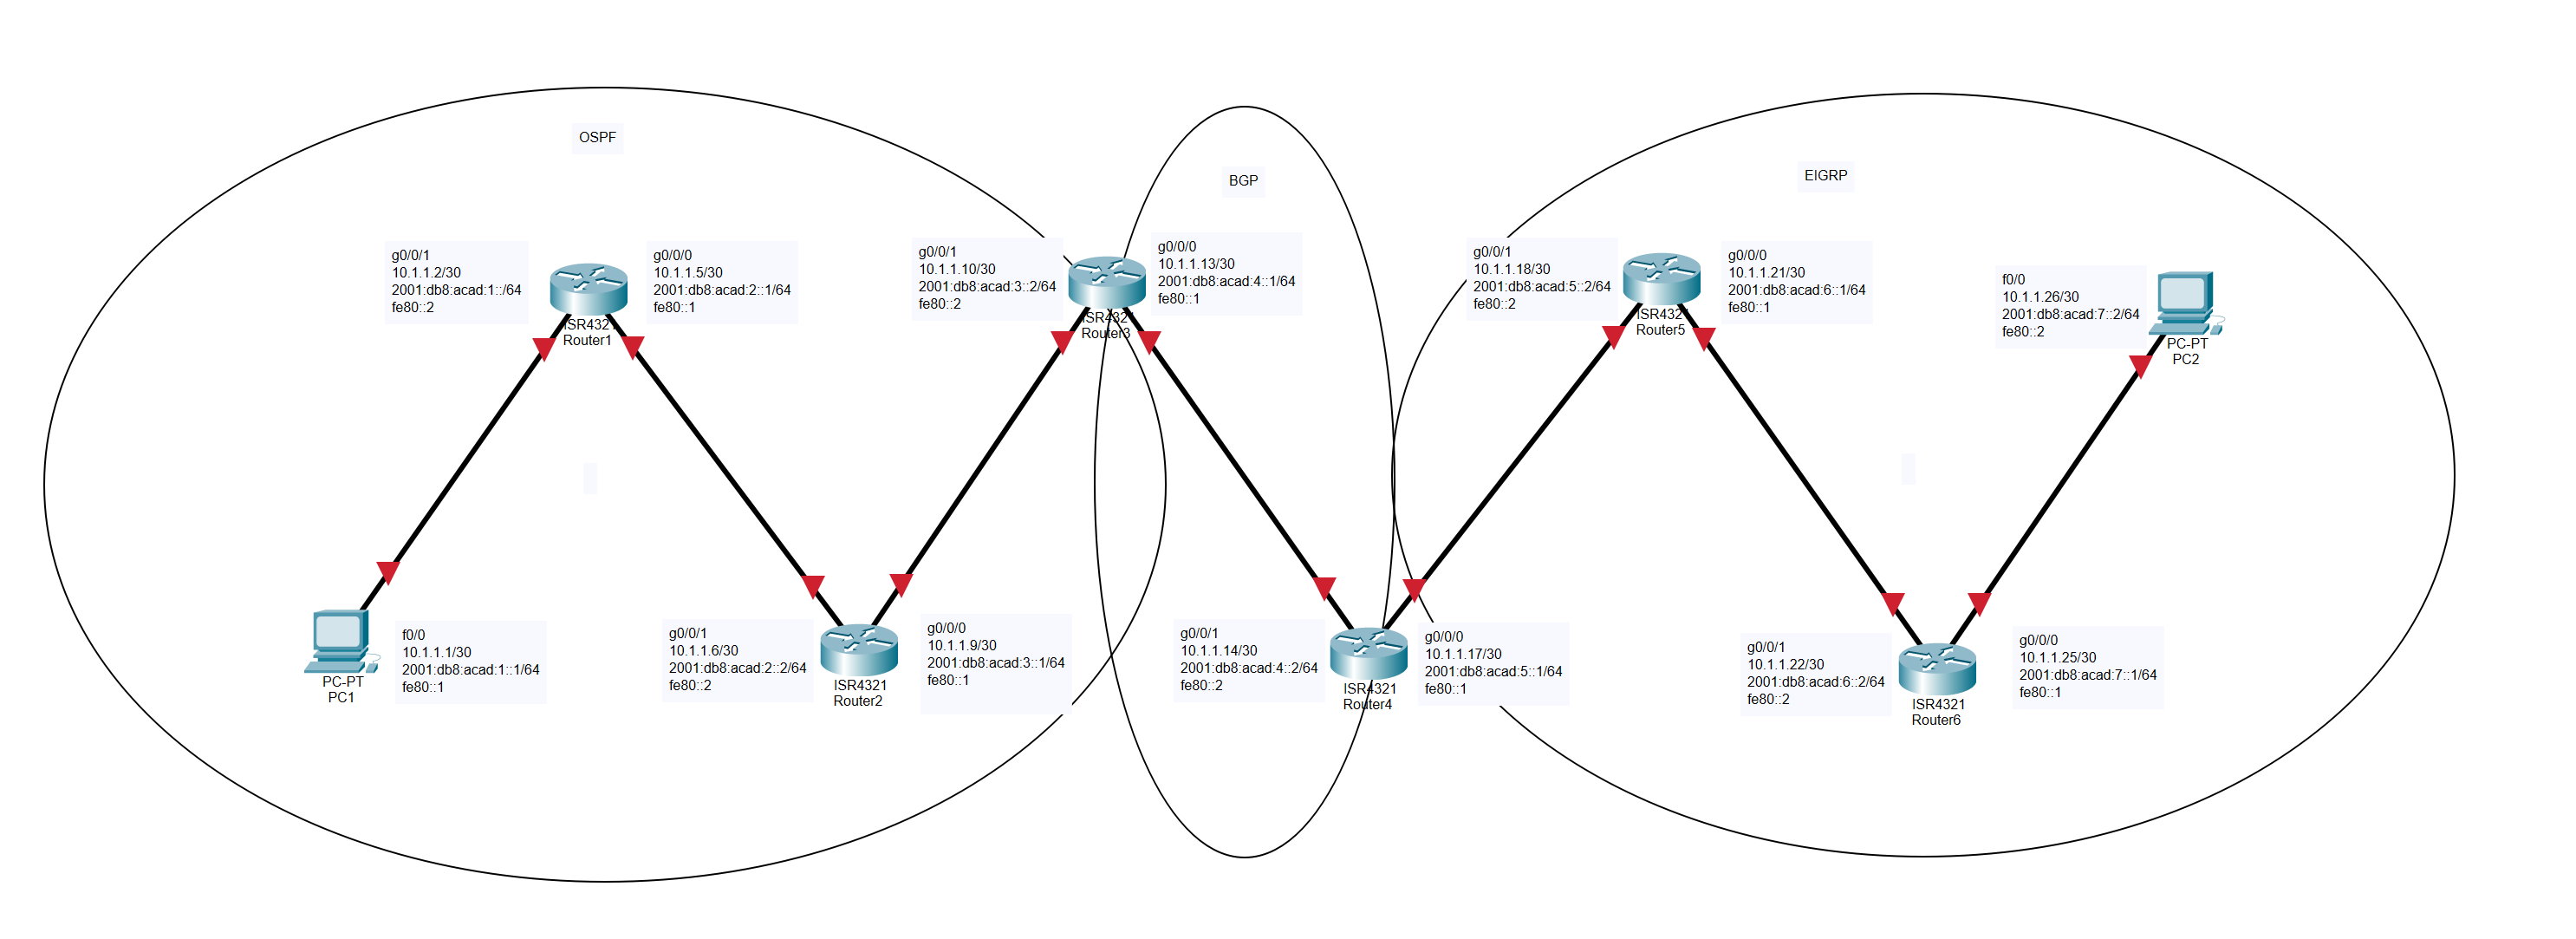 OSPF
BGP
EIGRP
g0/0/1
10.1.1.2/30
2001:db8:acad:1::/64
fe80::2
g0/0/0
10.1.1.5/30
2001:db8:acad:2::1/64
fe80::1
ISR4321
Router1
g0/0/1
10.1.1.10/30
2001:db8:acad:3::2/64
fe80::2
g0/0/0
10.1.1.13/30
2001:db8:acad:4::1/64
fe80::1
ISR4321
Router3
g0/0/1
10.1.1.18/30
2001:db8:acad:5::2/64
fe80::2
g0/0/0
10.1.1.21/30
2001:db8:acad:6::1/64
fe80::1
ISR4321
Router5
f0/0
10.1.1.26/30
2001:db8:acad:7::2/64
fe80::2
PC-PT
PC2
f0/0
10.1.1.1/30
2001:db8:acad:1::1/64
fe80::1
PC-PT
PC1
g0/0/1
10.1.1.6/30
2001:db8:acad:2::2/64
fe80::2
g0/0/0
10.1.1.9/30
2001:db8:acad:3::1/64
fe80::1
ISR4321
Router2
g0/0/1
10.1.1.14/30
2001:db8:acad:4::2/64
fe80::2
g0/0/0
10.1.1.17/30
2001:db8:acad:5::1/64
fe80::1
ISR4321
Router4
g0/0/1
10.1.1.22/30
2001:db8:acad:6::2/64
fe80::2
g0/0/0
10.1.1.25/30
2001:db8:acad:7::1/64
fe80::1
ISR4321
Router6